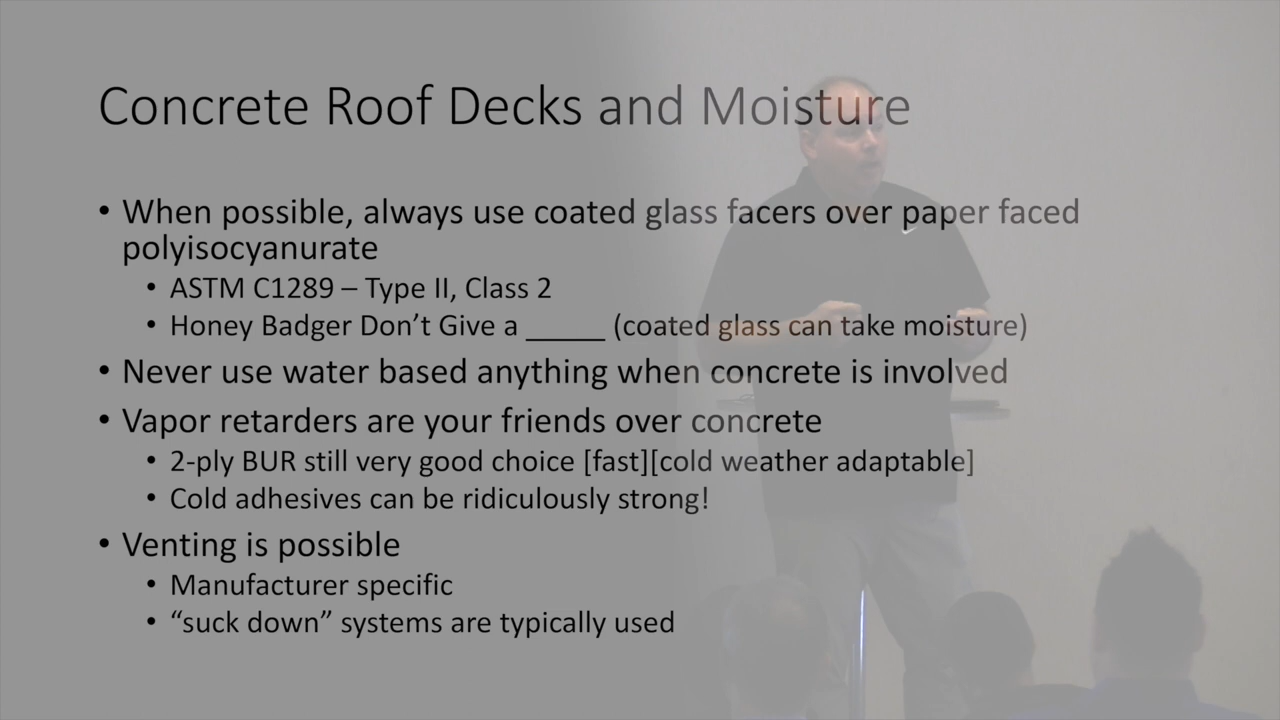 Concrete Roof Decks and Moisture
• When possible, always use coated glass facers over paper faced
polyisocyanurate
• ASTM C1289 – Type II, Class 2
• Honey Badger Don’t Give a _____ (coated glass can take moisture)
• Never use water based anything when concrete is involved
• Vapor retarders are your friends over concrete
• 2-ply BUR still very good choice [fast][cold weather adaptable]
• Cold adhesives can be ridiculously strong!
• Venting is possible
• Manufacturer specific
• “suck down” systems are typically used